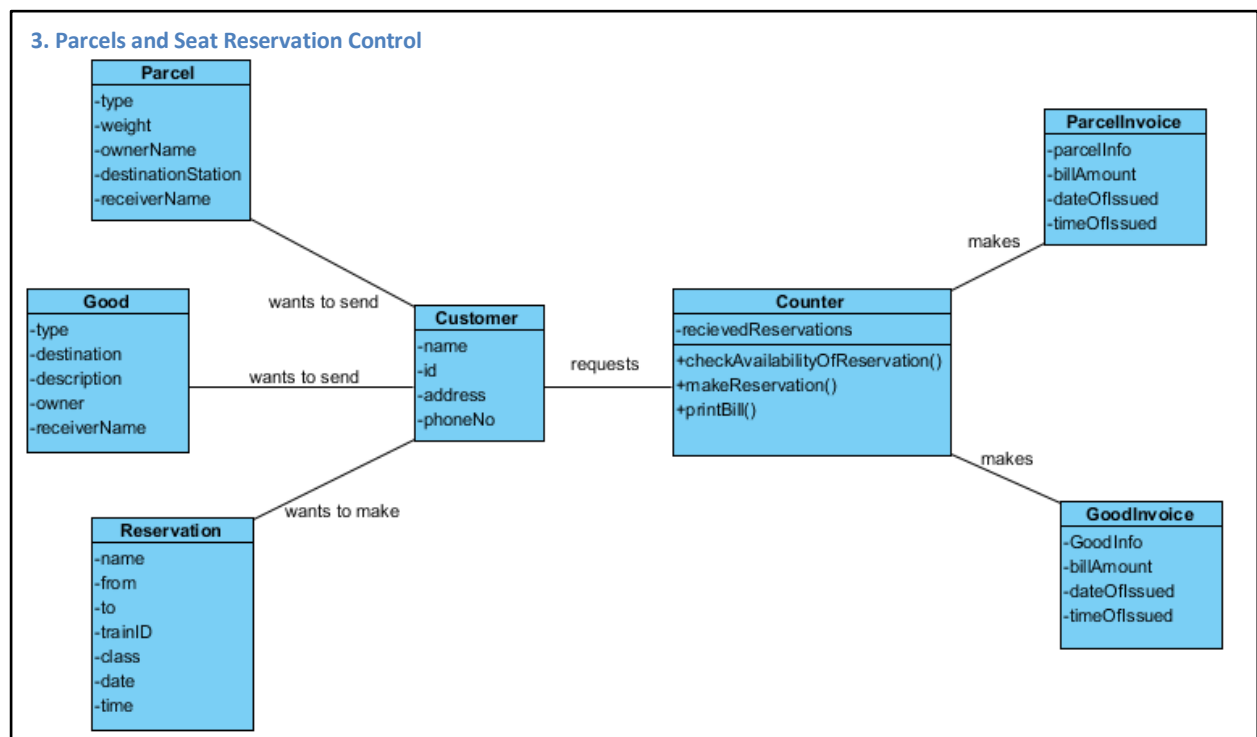 3. Parcels and Seat Reservation Control
Parcel
-type
-weight
-ownerName
-destinationStation
-receiverName
wants to send
Good
-type
-destination
-description
-owner
-receiverName
wants to send
Reservation
-name
-from
-to
-trainID
-class
-date
-time
wants to make
Customer
-name
-id
-address
-phoneNo
requests
Counter
-recievedReservations
+checkAvailabilityOfReservation()
+makeReservation()
+printBill()
makes
ParcelInvoice
-parcelInfo
-billAmount
-dateOfIssued
-timeOfIssued
makes
GoodInvoice
-GoodInfo
-billAmount
-dateOfIssued
-timeOfIssued